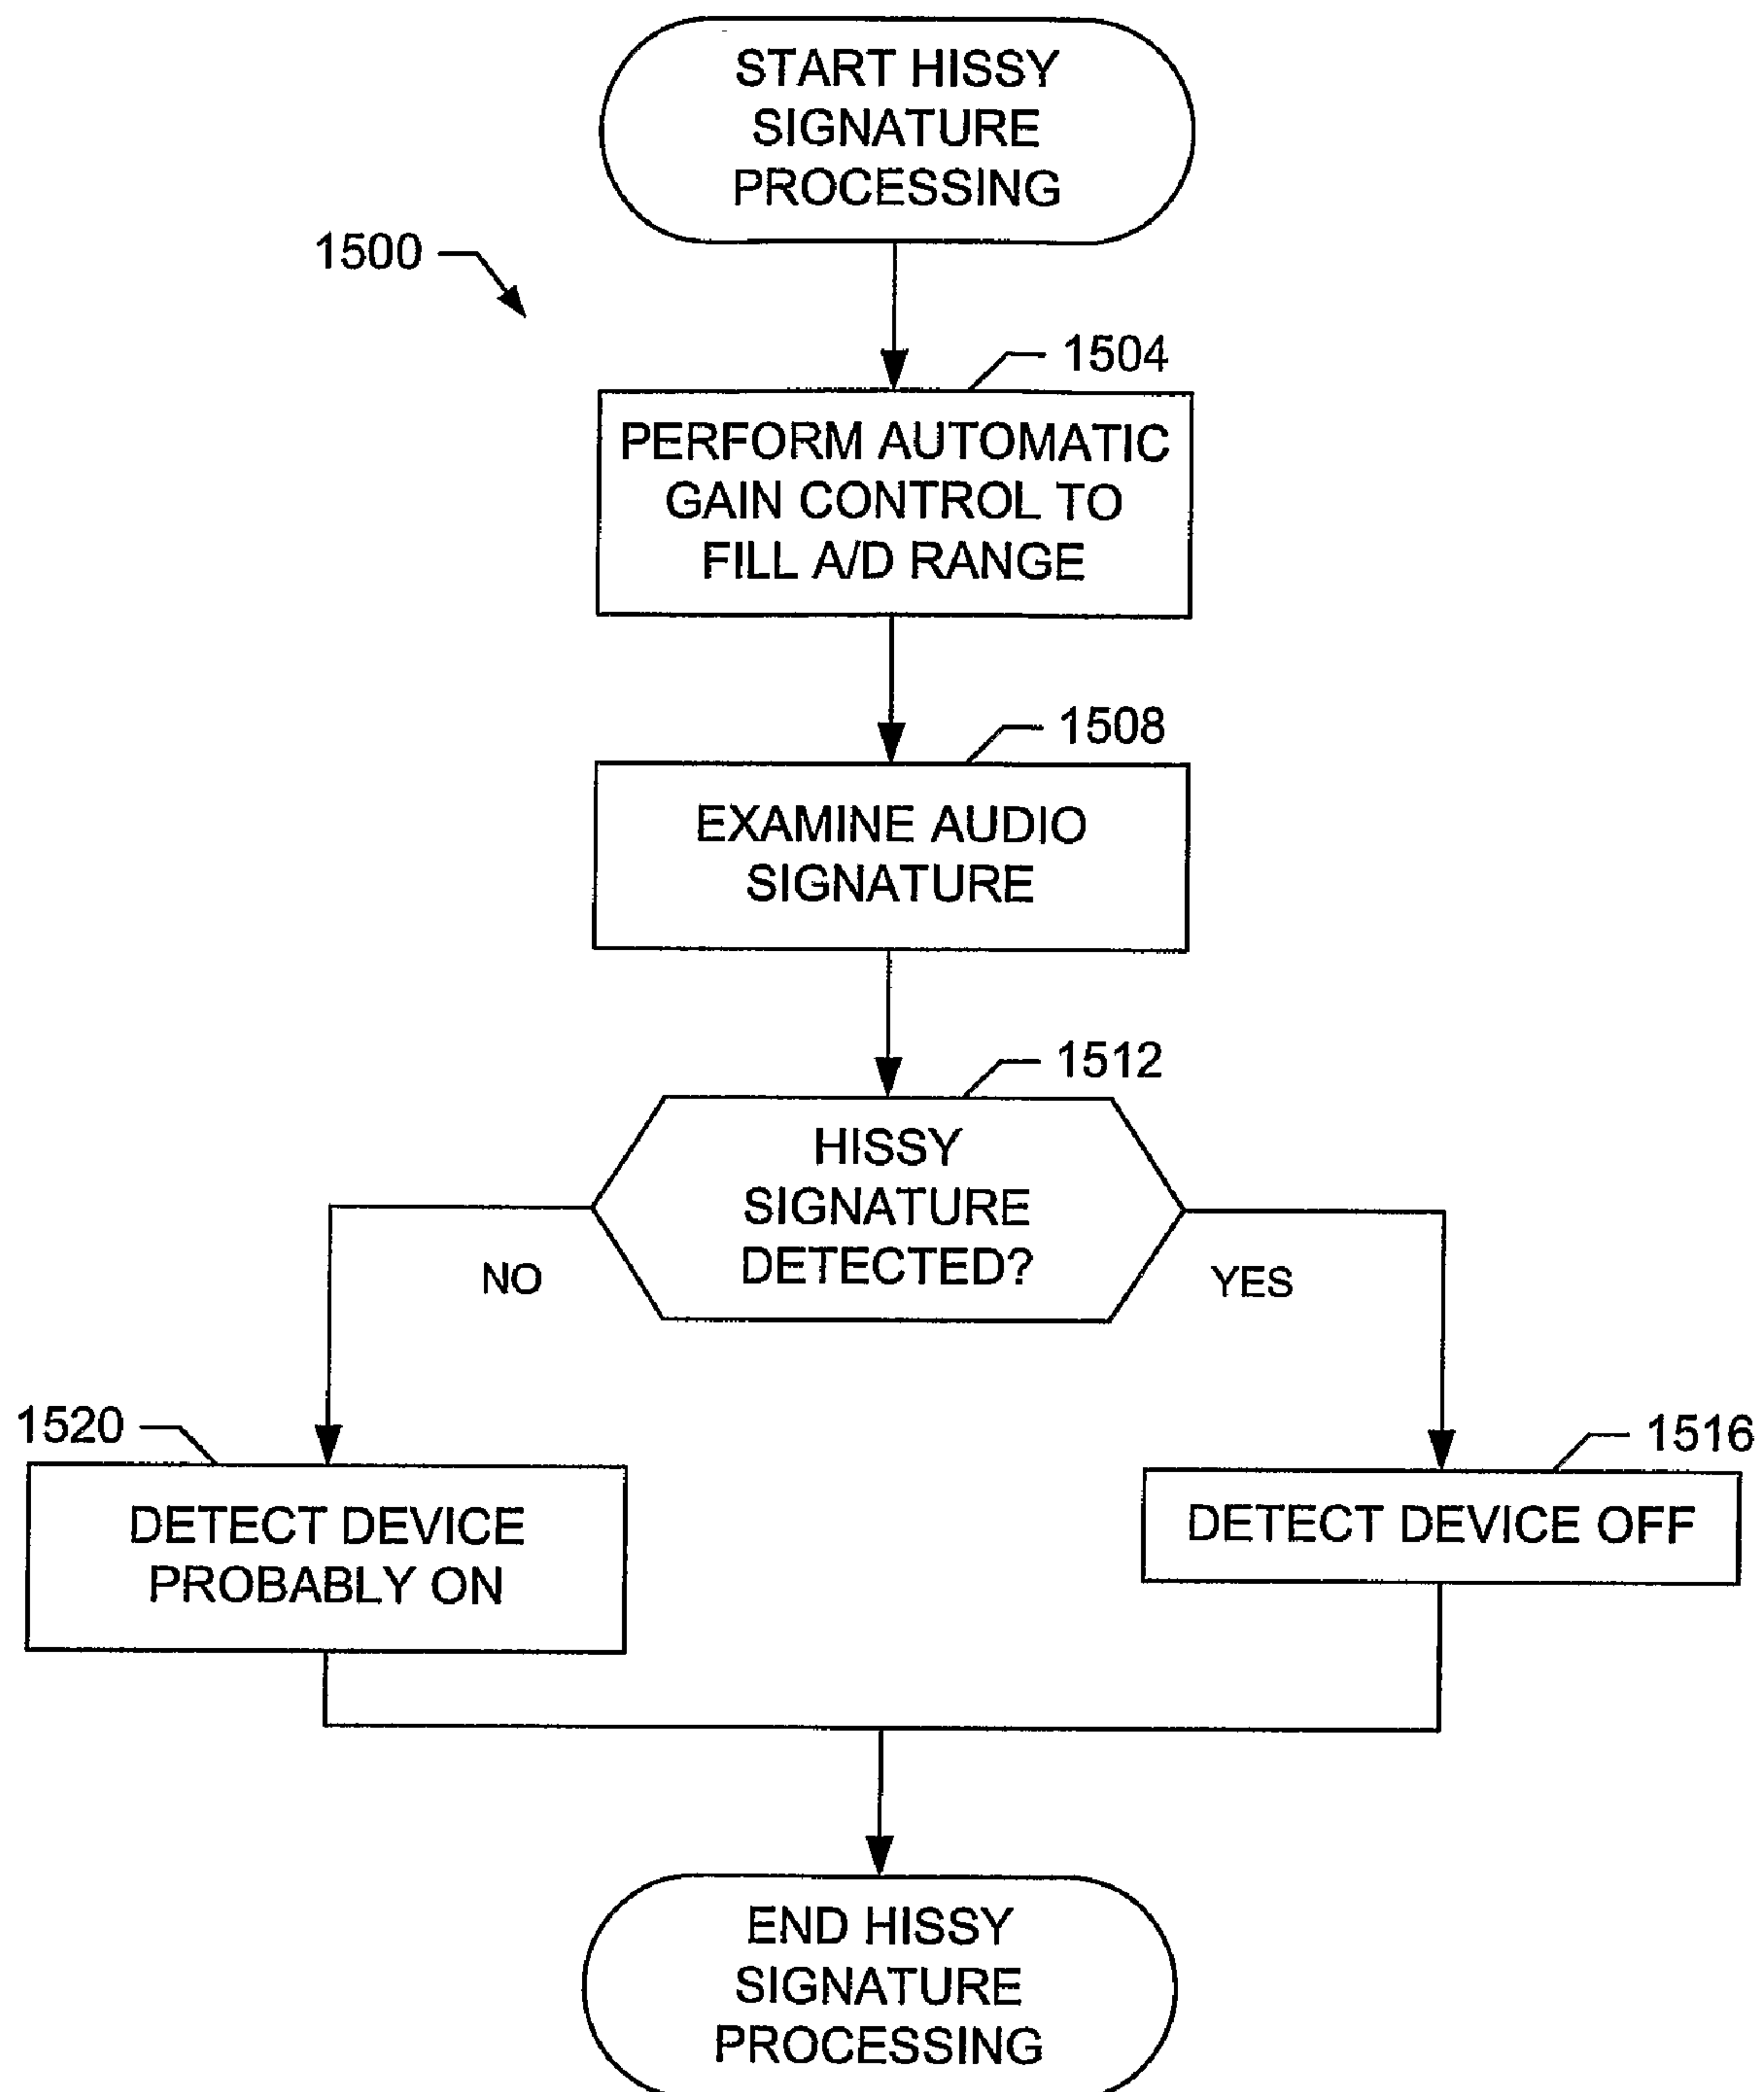 START HISSY
SIGNATURE
PROCESSING
1500
1504
PERFORM AUTOMATIC
GAIN CONTROL TO
FILL A/D RANGE
1508
EXAMINE AUDIO
SIGNATURE
1512
HISSY
SIGNATURE
DETECTED?
NO
YES
1520
1516
DETECT DEVICE
PROBABLY ON
DETECT DEVICE OFF
END HISSY
SIGNATURE
PROCESSING